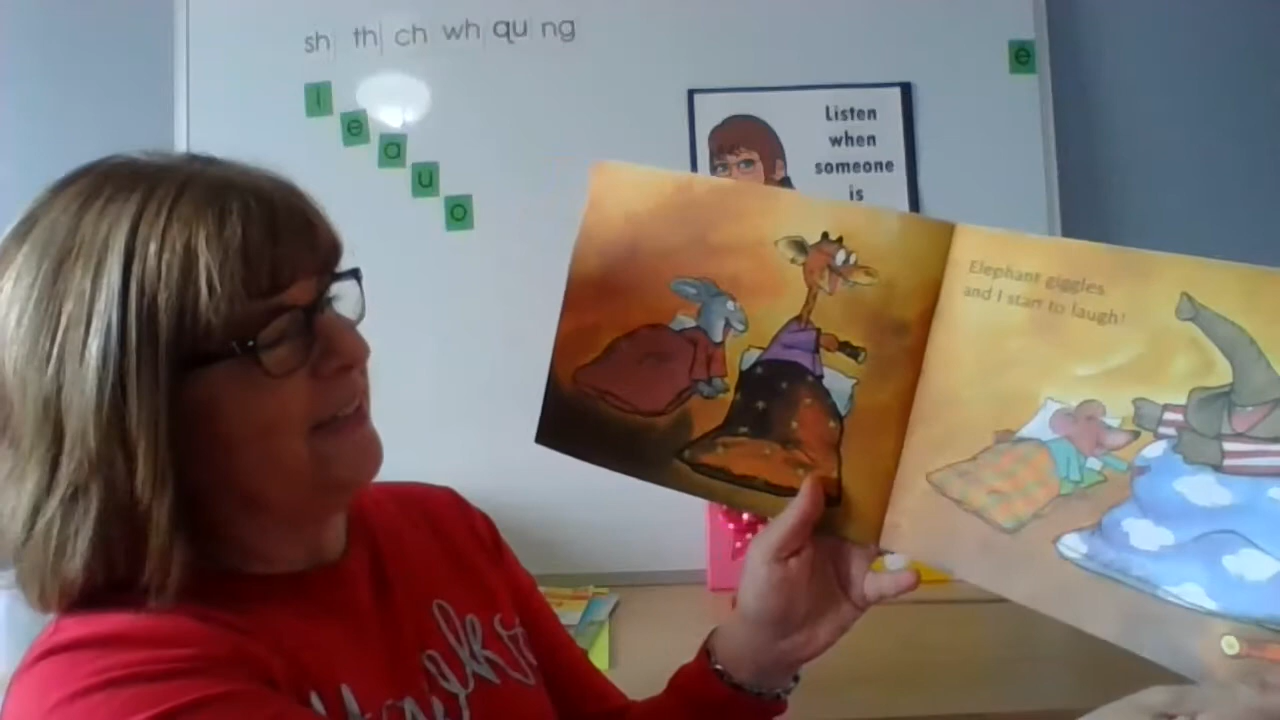 sh th ch wh qu ng
e
i
e
a
u
o
Listen
when
someone
is
Elephant giggles
and I start to laugh!